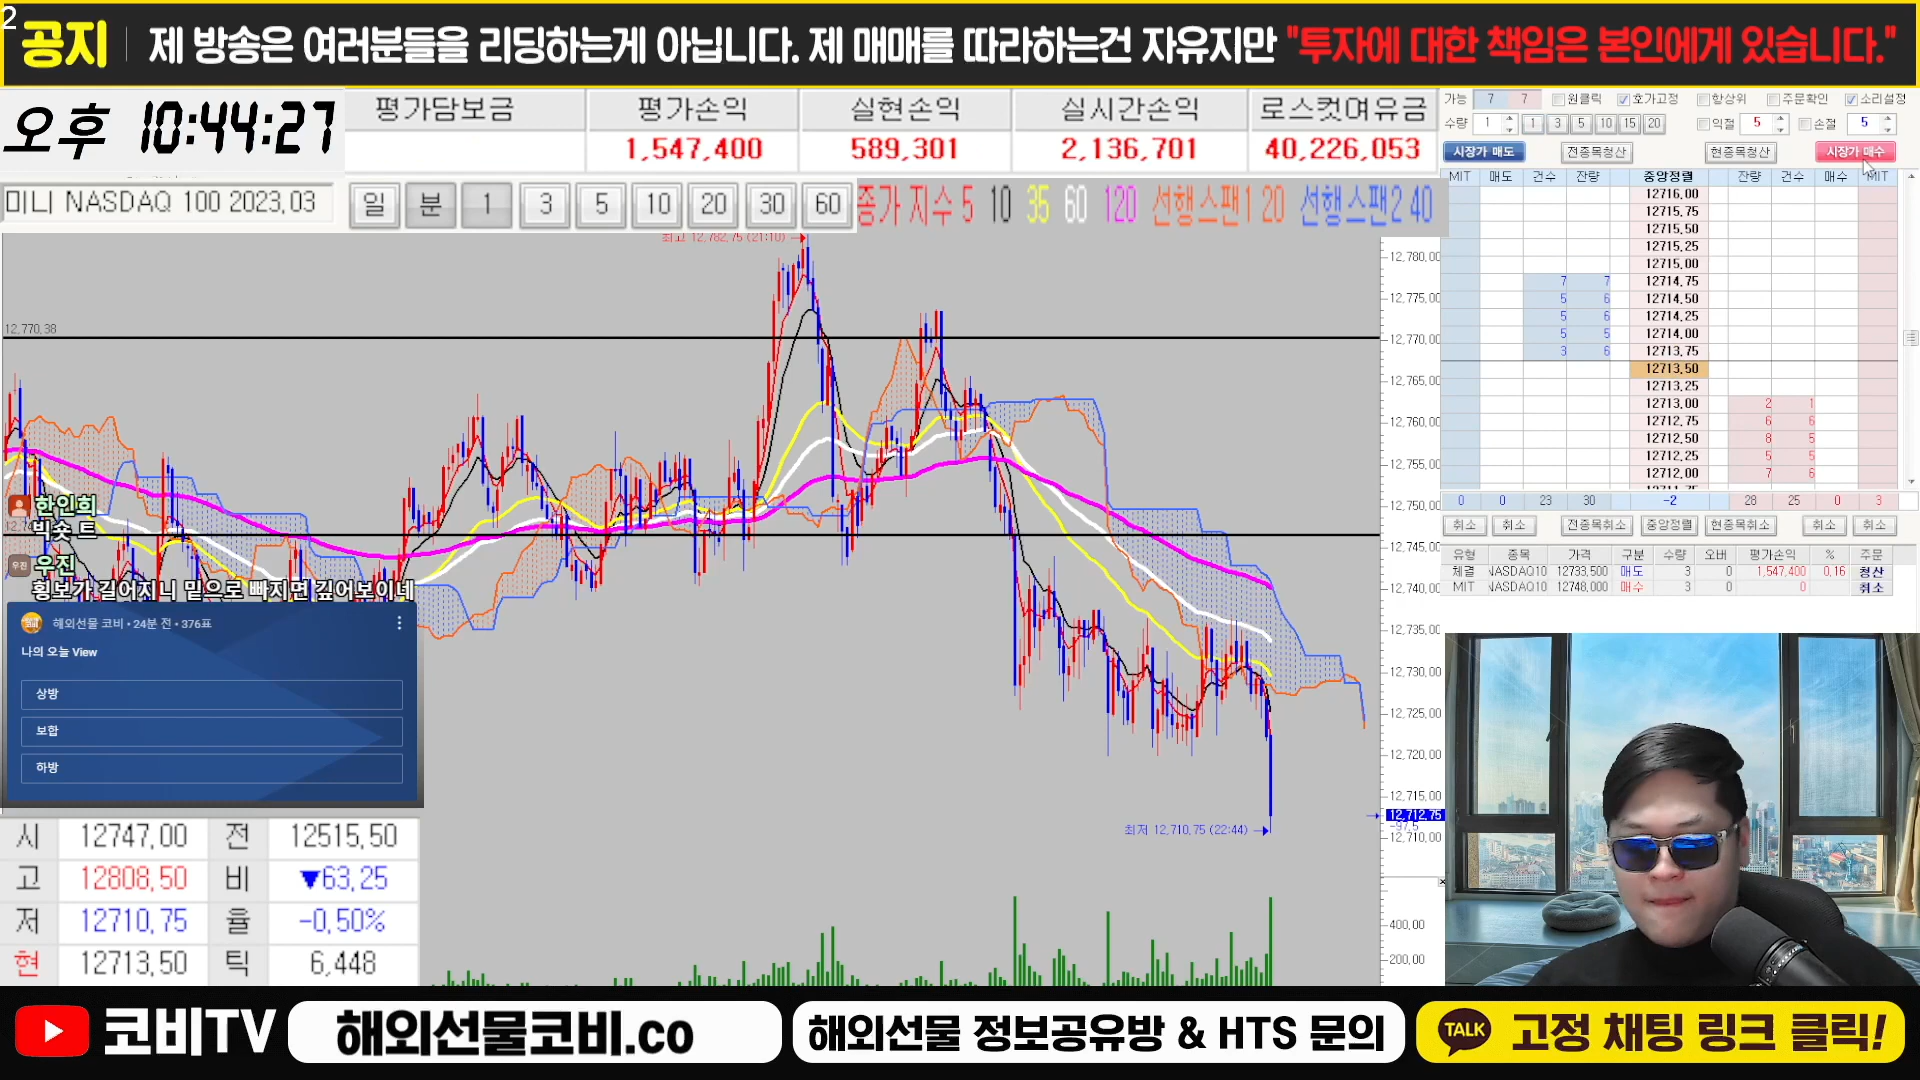 2
공지 제 방송은 여러분들을 리딩하는게 아닙니다. 제 매매를 따라하는건 자유지만 "투자에 대한 책임은 본인에게 있습니다."
오후 10:44:27
평가담보금 평가손익 실현손익 실시간손익 로스컷여유금
1,547,400 589,301 2,136,701 40,226,053
미니 NASDAQ 100 2023,03
일 분 1 3 5 10 20 30 60
종가 지수 5 10 35 60 120 선행스팬1 20 선행스팬2 40
가능 7 7 원클릭 호가고정 항상위 주문확인 소리설정
수량 1 1 3 5 10 15 20 익절 5 손절 5
시장가 매도 전종목청산 현종목청산 시장가 매수
MIT 매도 건수 잔량 중앙정렬 잔량 건수 매수 MIT
12716,00
12715,75
12715,50
12715,25
12715,00
7 7 12714,75
5 6 12714,50
5 6 12714,25
5 5 12714,00
3 6 12713,75
12713,50
12713,25
12713,00 2 1
12712,75 6 6
12712,50 8 5
12712,25 5 5
12712,00 7 6
0 0 23 30 -2 28 25 0 3
취소 취소 전종목취소 중앙정렬 현종목취소 취소 취소
유형 종목 가격 구분 수량 오버 평가손익 % 주문
체결 NASDAQ10 12733,500 매도 3 0 1,547,400 0,16 청산
MIT NASDAQ10 12748,000 매수 3 0 0 취소
최고 12,782,75 (21:10)
12,770,38
12,780,00
12,775,00
12,770,00
12,765,00
12,760,00
12,755,00
12,750,00
12,745,00
12,740,00
12,735,00
12,730,00
12,725,00
12,720,00
12,715,00
12,712,75
-97,5
12,710,00
400,00
200,00
최저 12,710,75 (22:44)
한인희
빅숏 트
우진 우진
횡보가 길어지니 밑으로 빠지면 깊어보이네
해외선물 코비 • 24분 전 • 376표
나의 오늘 View
상방
보합
하방
시 12747,00 전 12515,50
고 12808,50 비 ▼63,25
저 12710,75 율 -0,50%
현 12713,50 틱 6,448
코비TV 해외선물코비.co 해외선물 정보공유방 & HTS 문의 TALK 고정 채팅 링크 클릭!